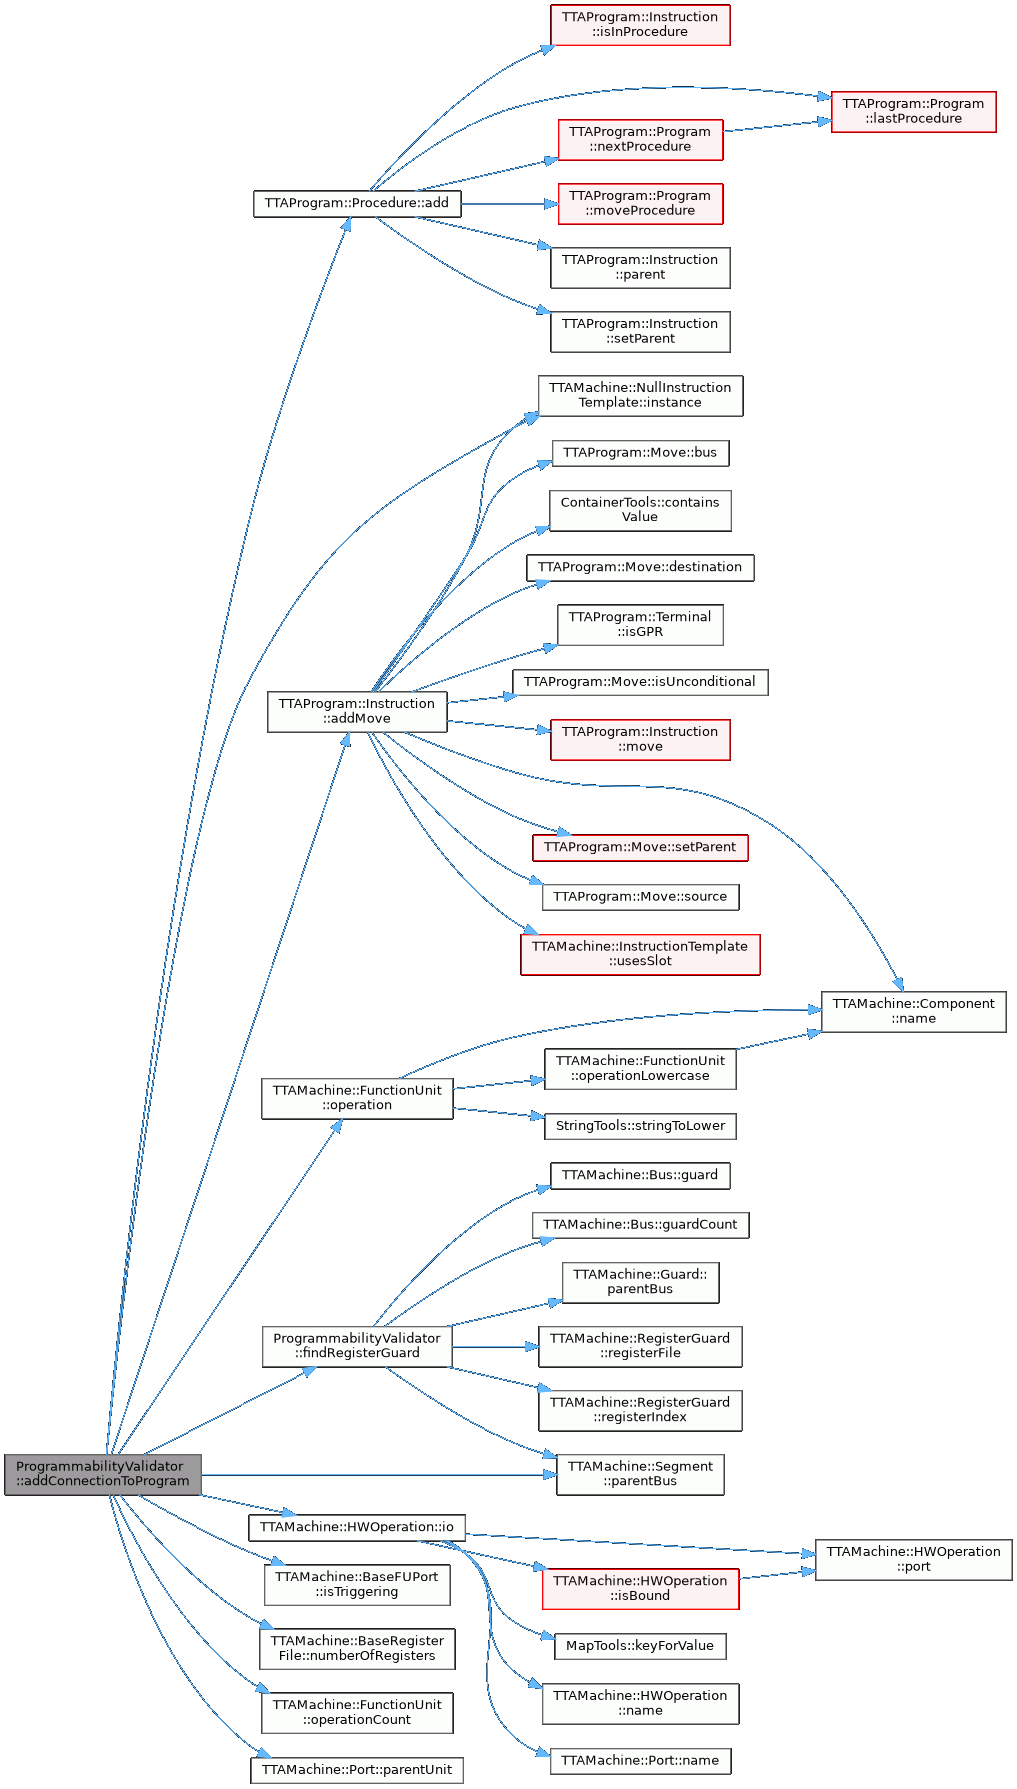 TTAProgram::Instruction
::isInProcedure
TTAProgram::Program
::lastProcedure
TTAProgram::Program
::nextProcedure
TTAProgram::Program
::moveProcedure
TTAProgram::Procedure::add
TTAProgram::Instruction
::parent
TTAProgram::Instruction
::setParent
TTAMachine::NullInstruction
Template::instance
TTAProgram::Move::bus
ContainerTools::contains
Value
TTAProgram::Move::destination
TTAProgram::Terminal
::isGPR
TTAProgram::Move::isUnconditional
TTAProgram::Instruction
::addMove
TTAProgram::Instruction
::move
TTAProgram::Move::setParent
TTAProgram::Move::source
TTAMachine::InstructionTemplate
::usesSlot
TTAMachine::Component
::name
TTAMachine::FunctionUnit
::operationLowercase
TTAMachine::FunctionUnit
::operation
StringTools::stringToLower
TTAMachine::Bus::guard
TTAMachine::Bus::guardCount
TTAMachine::Guard::
parentBus
ProgrammabilityValidator
::findRegisterGuard
TTAMachine::RegisterGuard
::registerFile
TTAMachine::RegisterGuard
::registerIndex
ProgrammabilityValidator
::addConnectionToProgram
TTAMachine::Segment
::parentBus
TTAMachine::HWOperation::io
TTAMachine::HWOperation
::port
TTAMachine::BaseFUPort
::isTriggering
TTAMachine::HWOperation
::isBound
TTAMachine::BaseRegister
File::numberOfRegisters
MapTools::keyForValue
TTAMachine::FunctionUnit
::operationCount
TTAMachine::HWOperation
::name
TTAMachine::Port::parentUnit
TTAMachine::Port::name